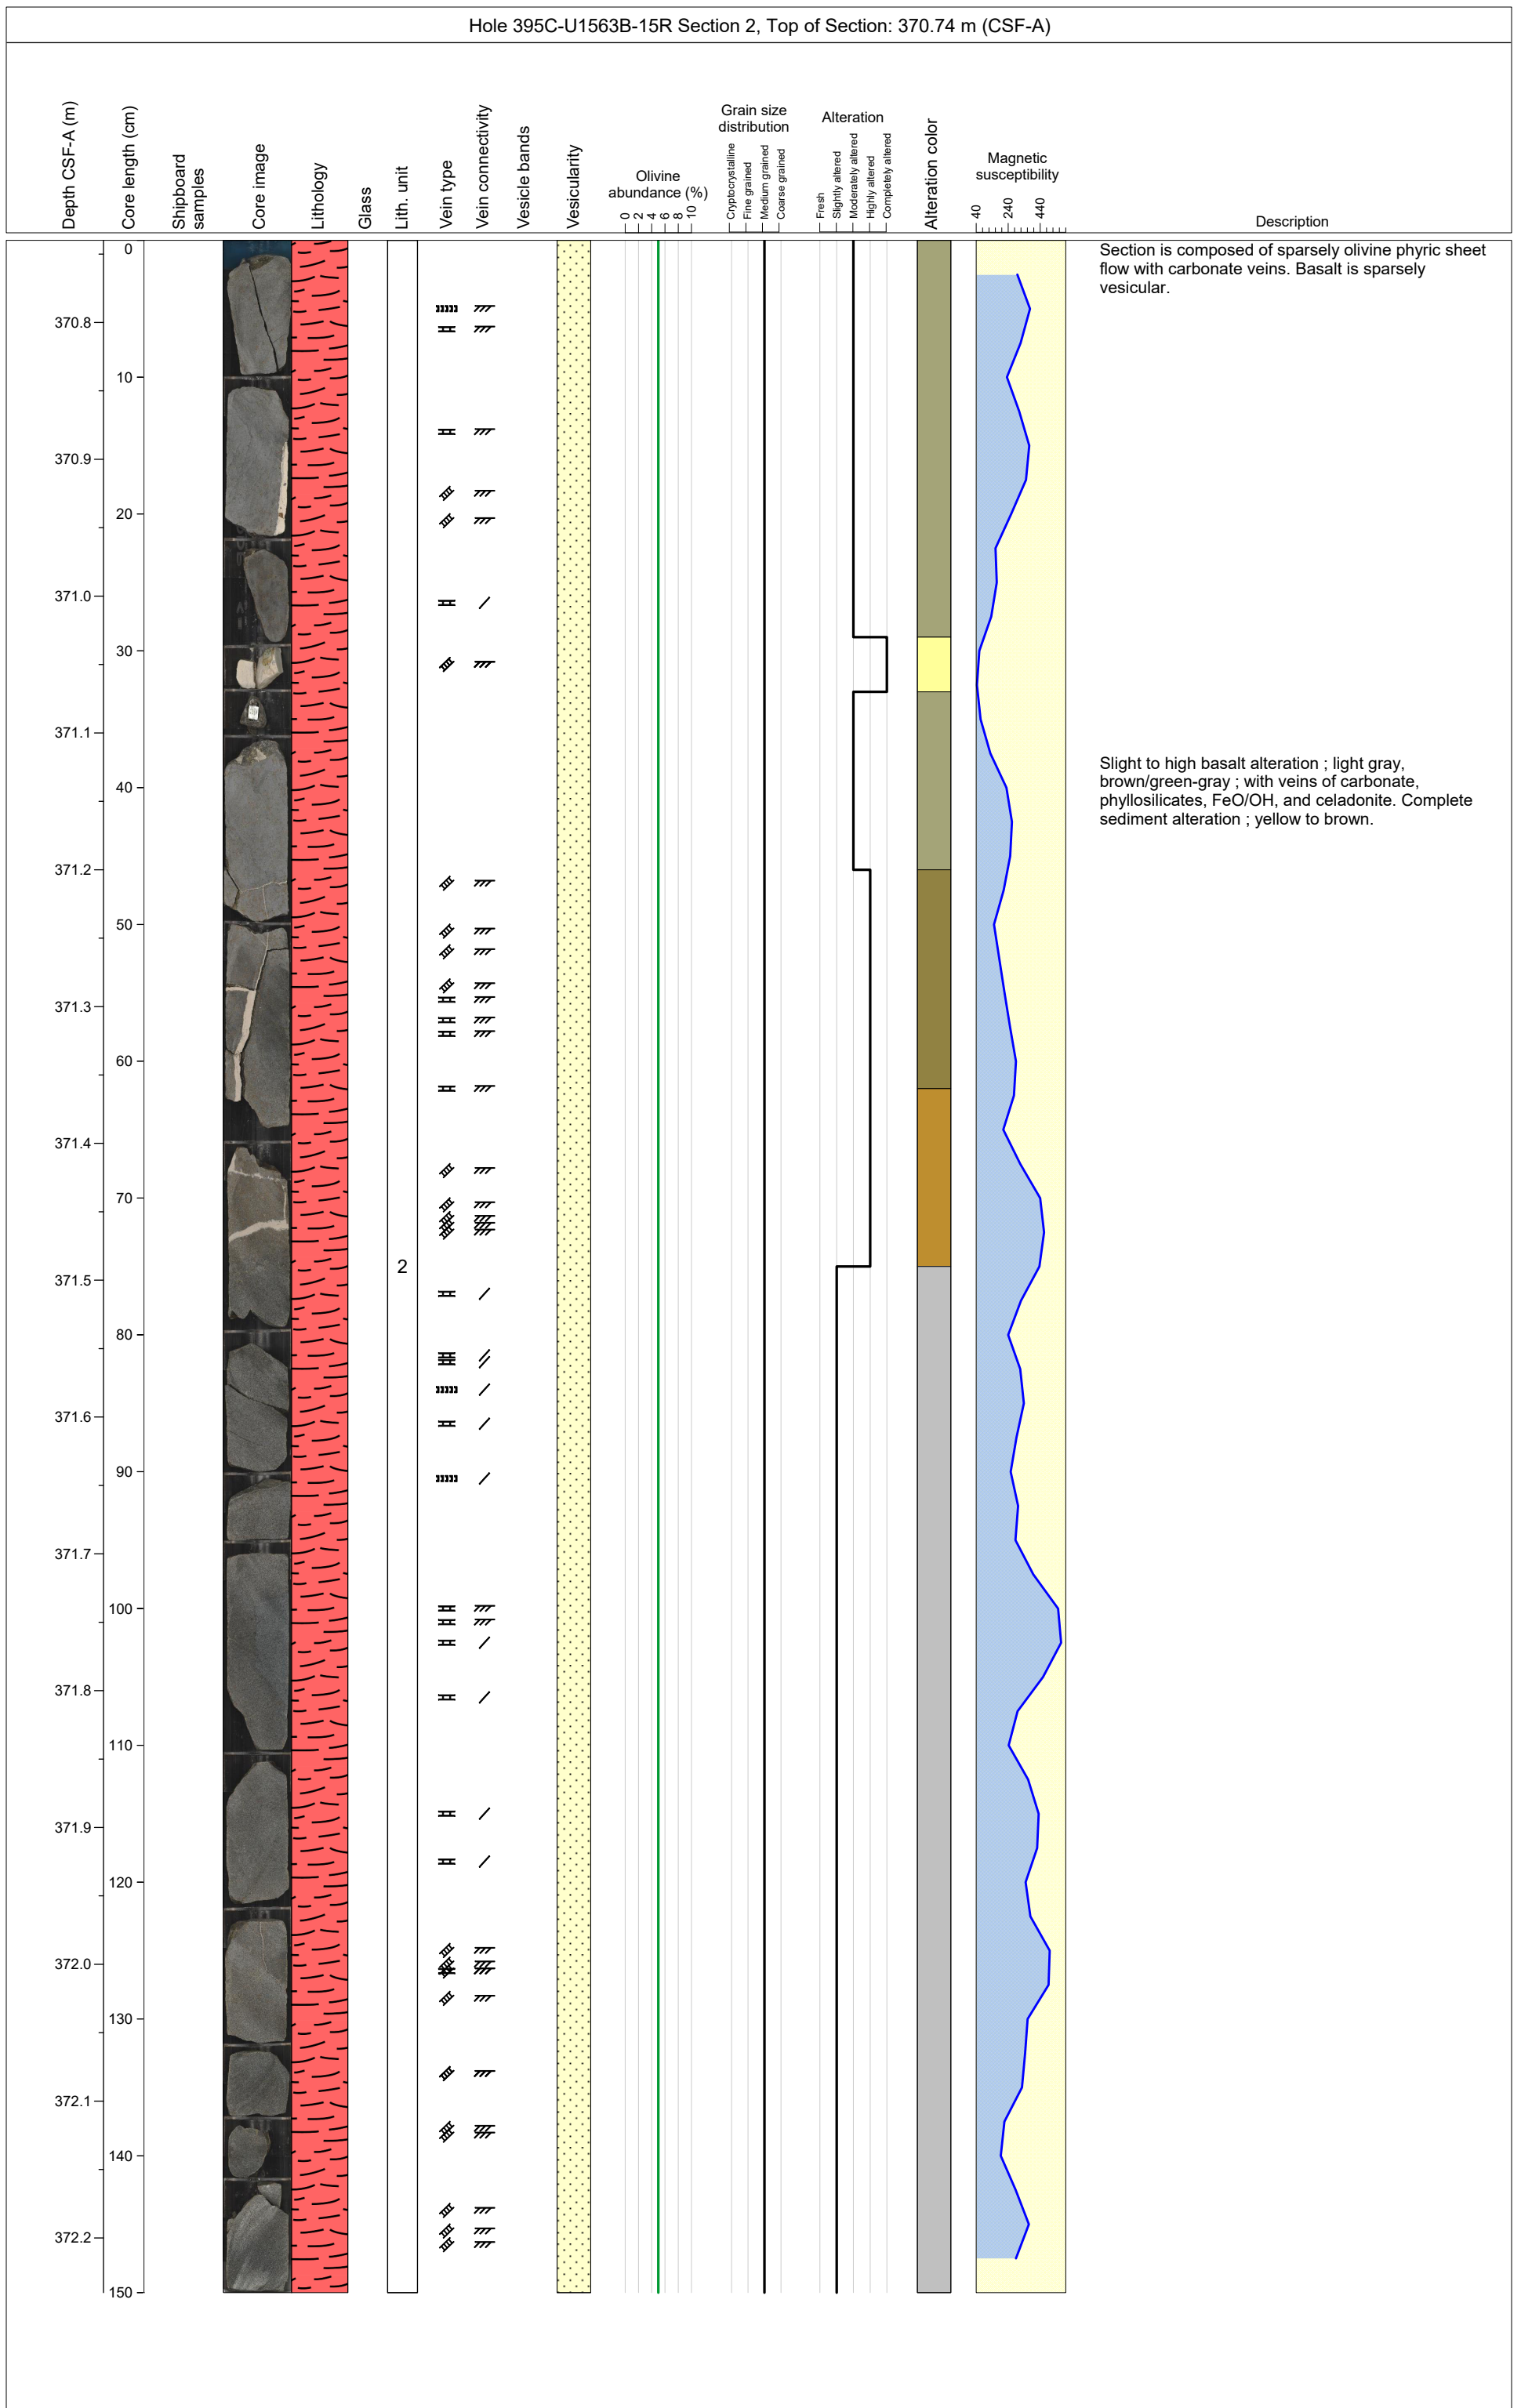 Hole 395C-U1563B-15R Section 2, Top of Section: 370.74 m (CSF-A)
Depth CSF-A (m)
Core length (cm)
Shipboard
samples
Core image
Lithology
Glass
Lith. unit
Vein type
Vein connectivity
Vesicle bands
Vesicularity
Olivine
abundance (%)
0
2
4
6
8
10
Grain size
distribution
Cryptocrystalline
Fine grained
Medium grained
Coarse grained
Alteration
Fresh
Slightly altered
Moderately altered
Highly altered
Completely altered
Alteration color
Magnetic
susceptibility
40
240
440
Description
370.8
370.9
371.0
371.1
371.2
371.3
371.4
371.5
371.6
371.7
371.8
371.9
372.0
372.1
372.2
0
10
20
30
40
50
60
70
80
90
100
110
120
130
140
150
2
Section is composed of sparsely olivine phyric sheet
flow with carbonate veins. Basalt is sparsely
vesicular.
Slight to high basalt alteration ; light gray,
brown/green-gray ; with veins of carbonate,
phyllosilicates, FeO/OH, and celadonite. Complete
sediment alteration ; yellow to brown.